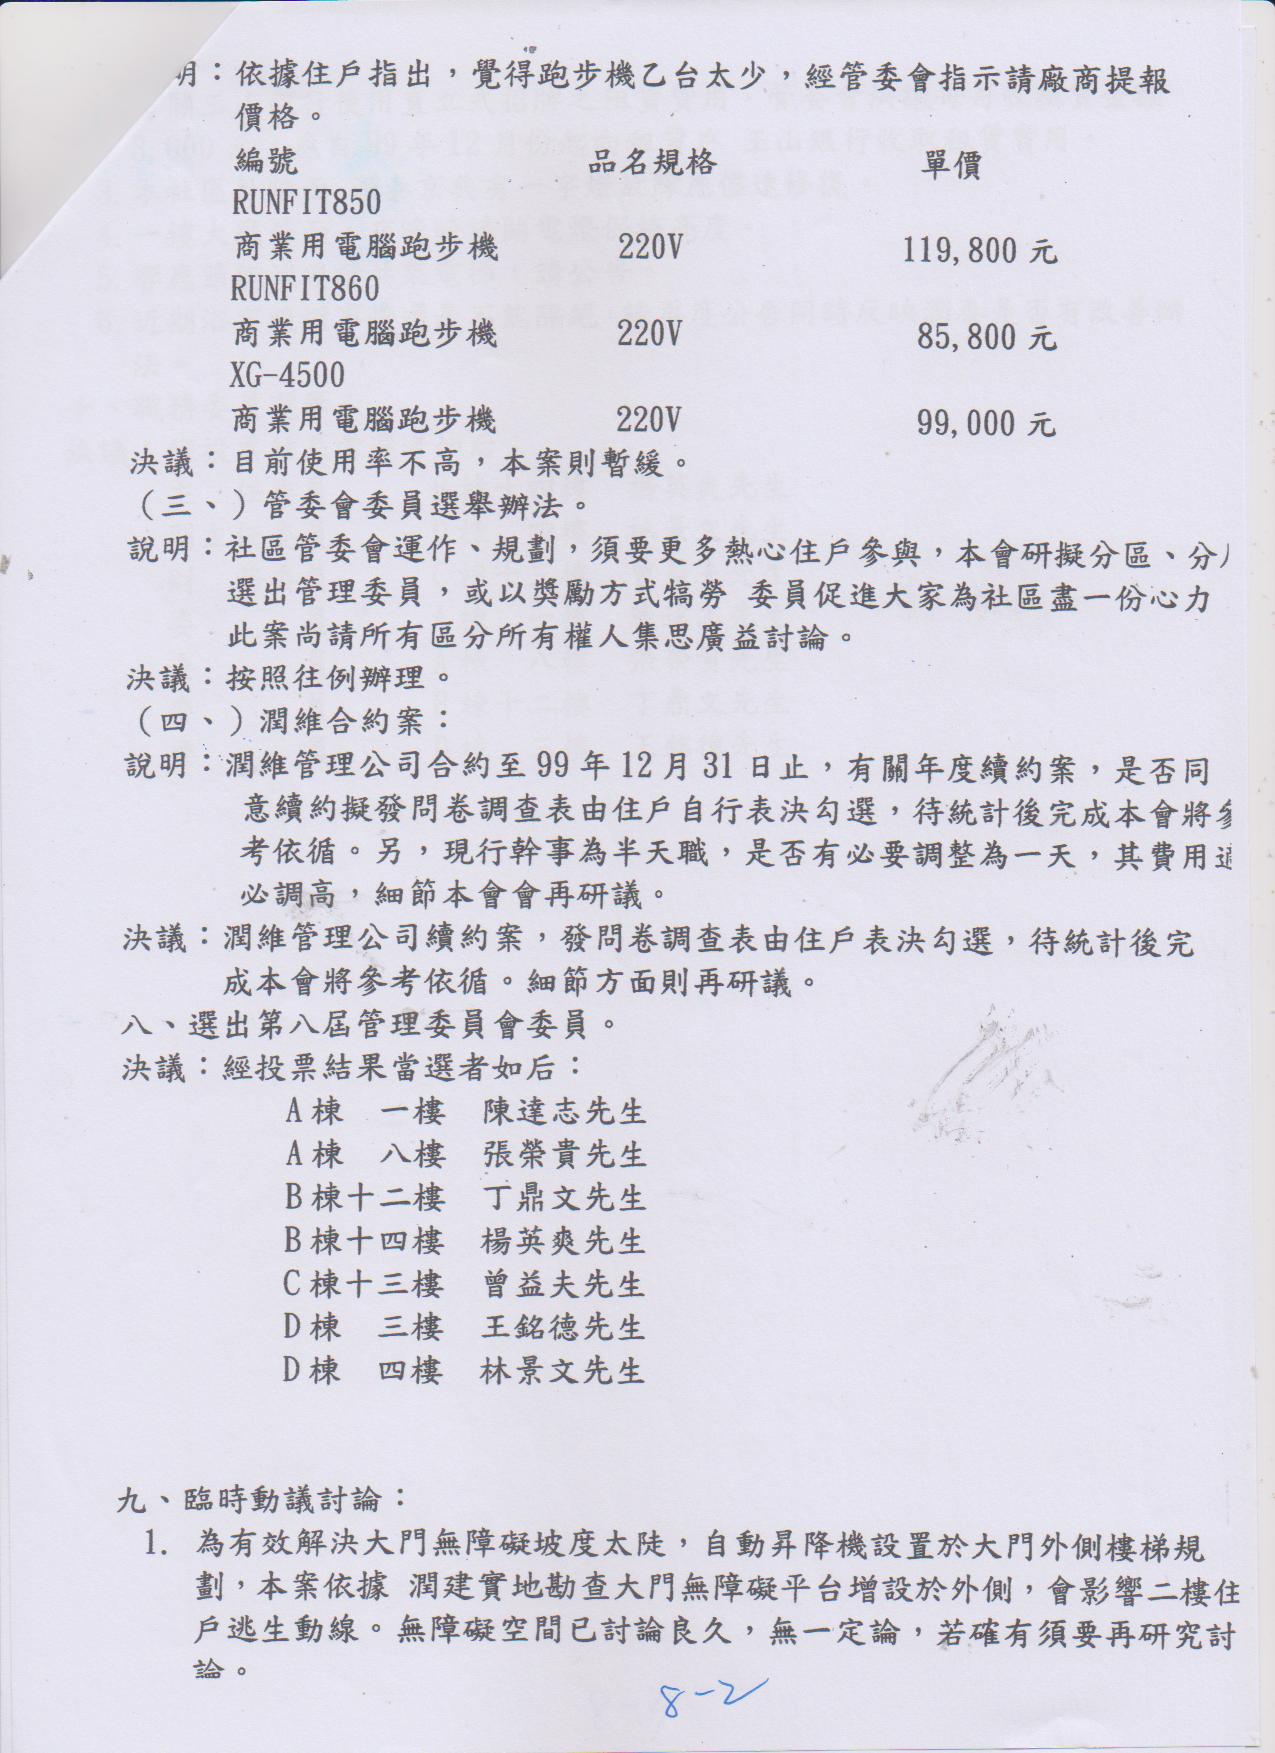 明：依據住戶指出，覺得跑步機乙台太少，經管委會指示請廠商提報
價格。
編號 品名規格 單價
RUNFIT850
商業用電腦跑步機 220V 119,800 元
RUNFIT860
商業用電腦跑步機 220V 85,800 元
XG-4500
商業用電腦跑步機 220V 99,000 元
決議：目前使用率不高，本案則暫緩。
（三、）管委會委員選舉辦法。
說明：社區管委會運作、規劃，須要更多熱心住戶參與，本會研擬分區、分
選出管理委員，或以獎勵方式犒勞 委員促進大家為社區盡一份心力
此案尚請所有區分所有權人集思廣益討論。
決議：按照往例辦理。
（四、）潤維合約案：
說明：潤維管理公司合約至 99 年 12 月 31 日止，有關年度續約案，是否同
意續約擬發問卷調查表由住戶自行表決勾選，待統計後完成本會將參
考依循。另，現行幹事為半天職，是否有必要調整為一天，其費用適
必調高，細節本會會再研議。
決議：潤維管理公司續約案，發問卷調查表由住戶表決勾選，待統計後完
成本會將參考依循。細節方面則再研議。
八、選出第八屆管理委員會委員。
決議：經投票結果當選者如后：
A 棟 一樓 陳達志先生
A 棟 八樓 張榮貴先生
B 棟十二樓 丁鼎文先生
B 棟十四樓 楊英爽先生
C 棟十三樓 曾益夫先生
D 棟 三樓 王銘德先生
D 棟 四樓 林景文先生
九、臨時動議討論：
1. 為有效解決大門無障礙坡度太陡，自動昇降機設置於大門外側樓梯規
劃，本案依據 潤建實地勘查大門無障礙平台增設於外側，會影響二樓住
戶逃生動線。無障礙空間已討論良久，無一定論，若確有須要再研究討
論。
8-2